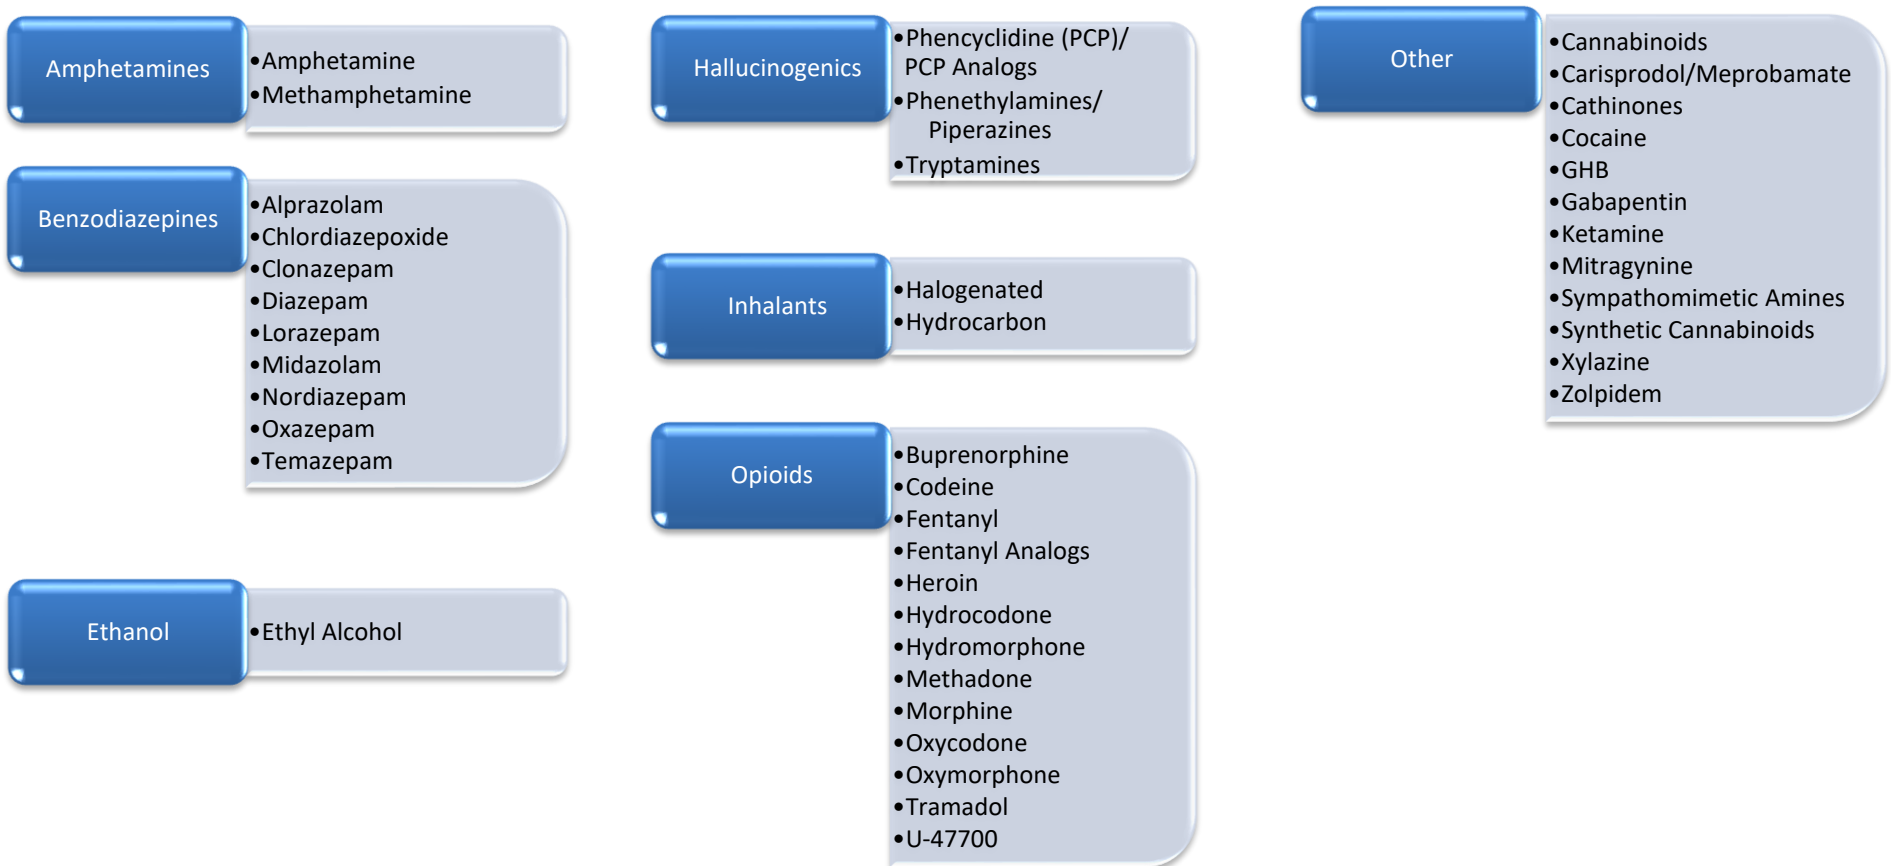 Amphetamines
•Amphetamine
•Methamphetamine
Benzodiazepines
•Alprazolam
•Chlordiazepoxide
•Clonazepam
•Diazepam
•Lorazepam
•Midazolam
•Nordiazepam
•Oxazepam
•Temazepam
Ethanol
•Ethyl Alcohol
Hallucinogenics
•Phencyclidine (PCP)/
PCP Analogs
•Phenethylamines/
Piperazines
•Tryptamines
Inhalants
•Halogenated
•Hydrocarbon
Opioids
•Buprenorphine
•Codeine
•Fentanyl
•Fentanyl Analogs
•Heroin
•Hydrocodone
•Hydromorphone
•Methadone
•Morphine
•Oxycodone
•Oxymorphone
•Tramadol
•U-47700
Other
•Cannabinoids
•Carisprodol/Meprobamate
•Cathinones
•Cocaine
•GHB
•Gabapentin
•Ketamine
•Mitragynine
•Sympathomimetic Amines
•Synthetic Cannabinoids
•Xylazine
•Zolpidem